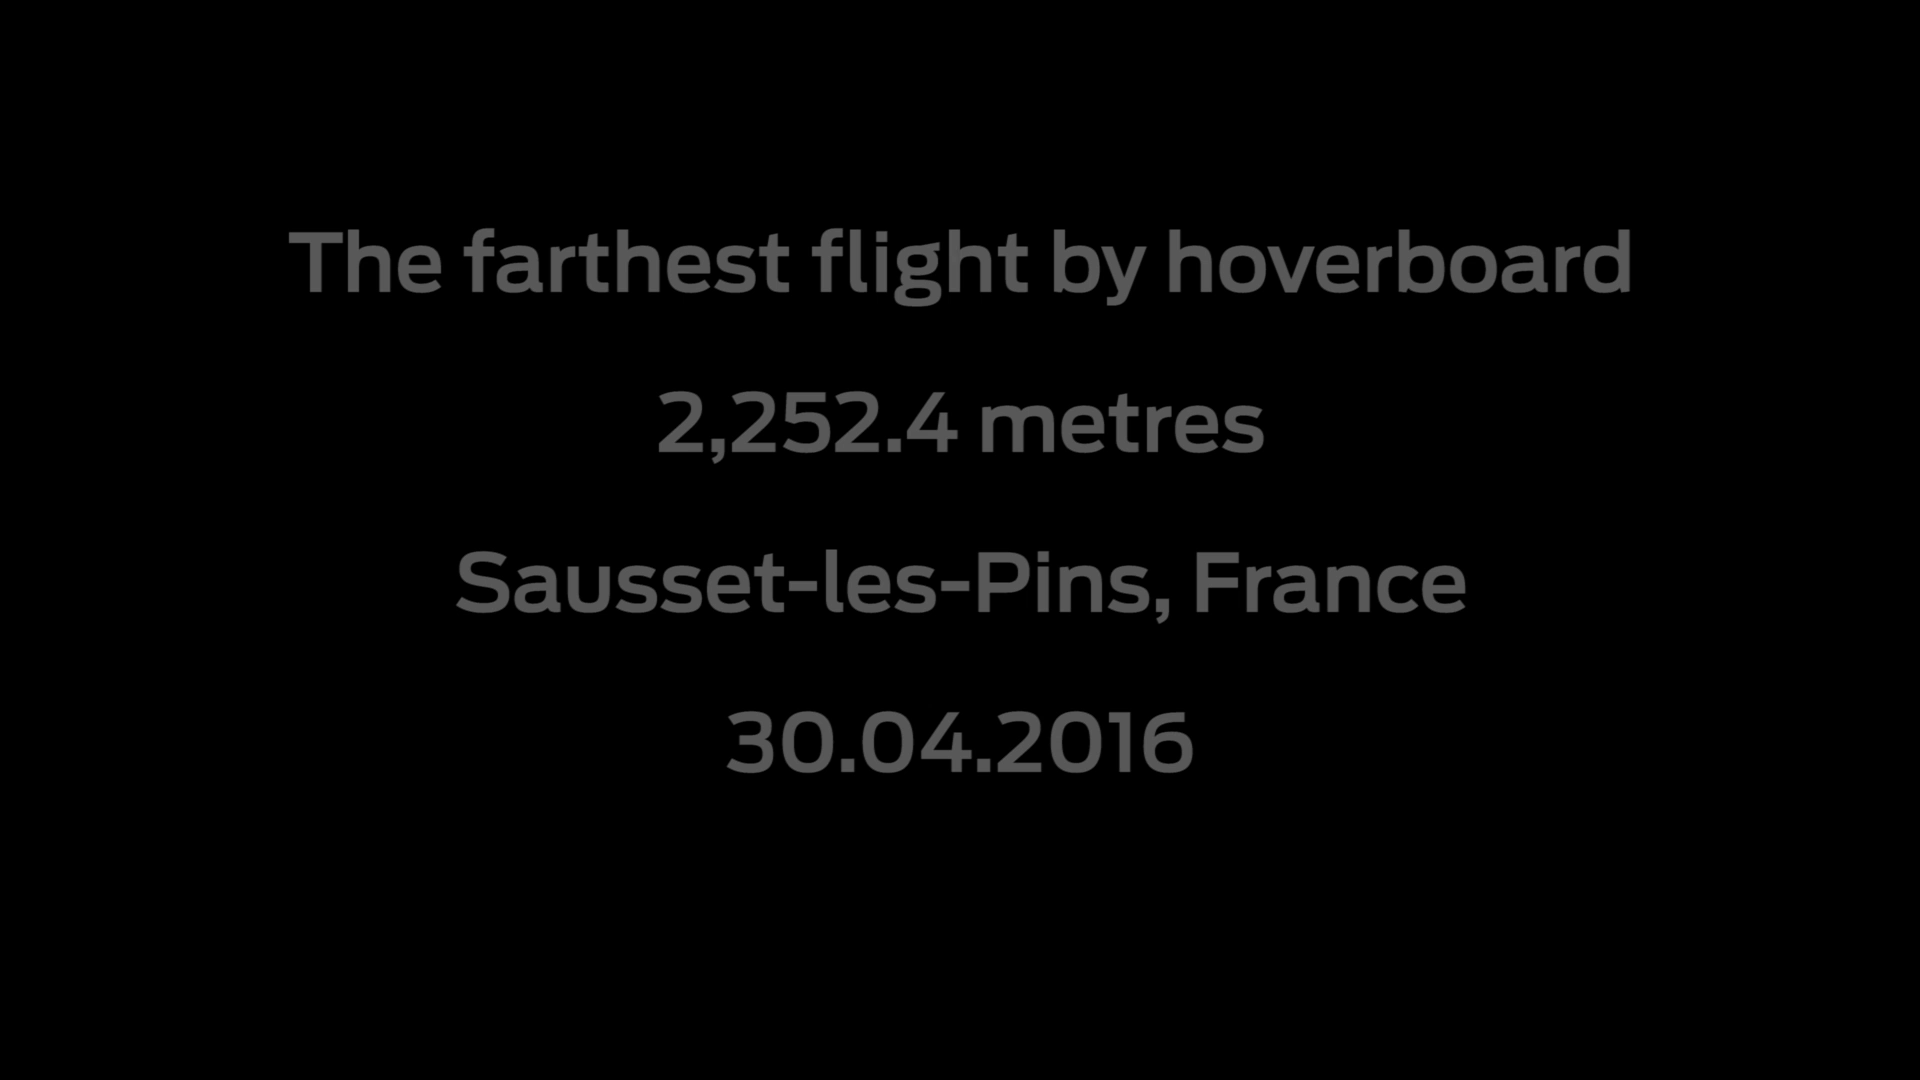 The farthest flight by hoverboard
2,252.4 metres
Sausset-les-Pins, France
30.04.2016